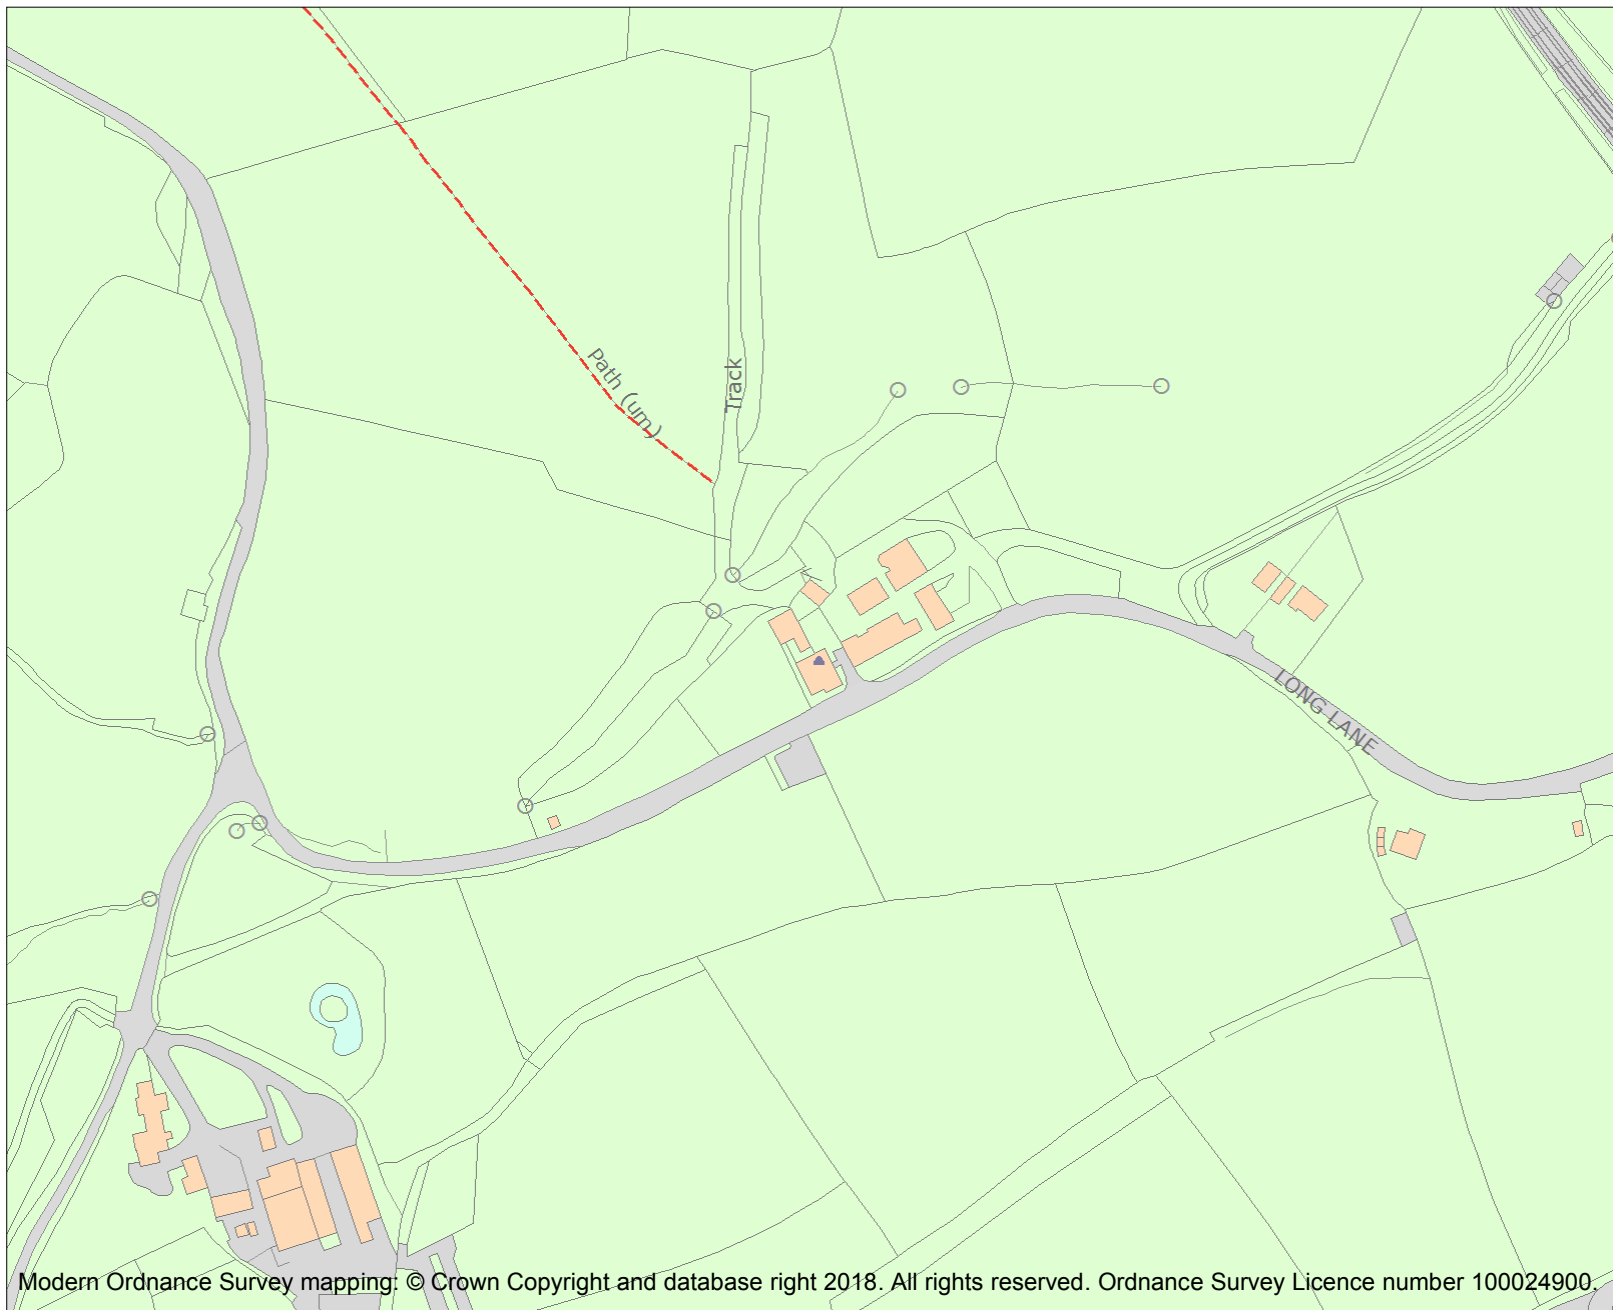 Path (um)
Track
LONG LANE
Modern Ordnance Survey mapping: © Crown Copyright and database right 2018. All rights reserved. Ordnance Survey Licence number 100024900.